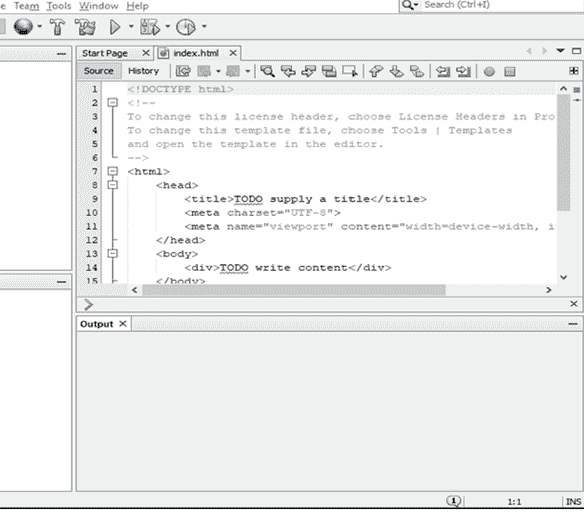 e Team Tools Window Help
Search (Ctrl+I)
Start Page index.html
Source History
1 <!DOCTYPE html>
2 <!--
3 To change this license header, choose License Headers in Pro
4 To change this template file, choose Tools | Templates
5 and open the template in the editor.
6 -->
7 <html>
8 <head>
9 <title>TODO supply a title</title>
10 <meta charset="UTF-8">
11 <meta name="viewport" content="width=device-width, i
12 </head>
13 <body>
14 <div>TODO write content</div>
15 </body>
Output
1 1:1 INS